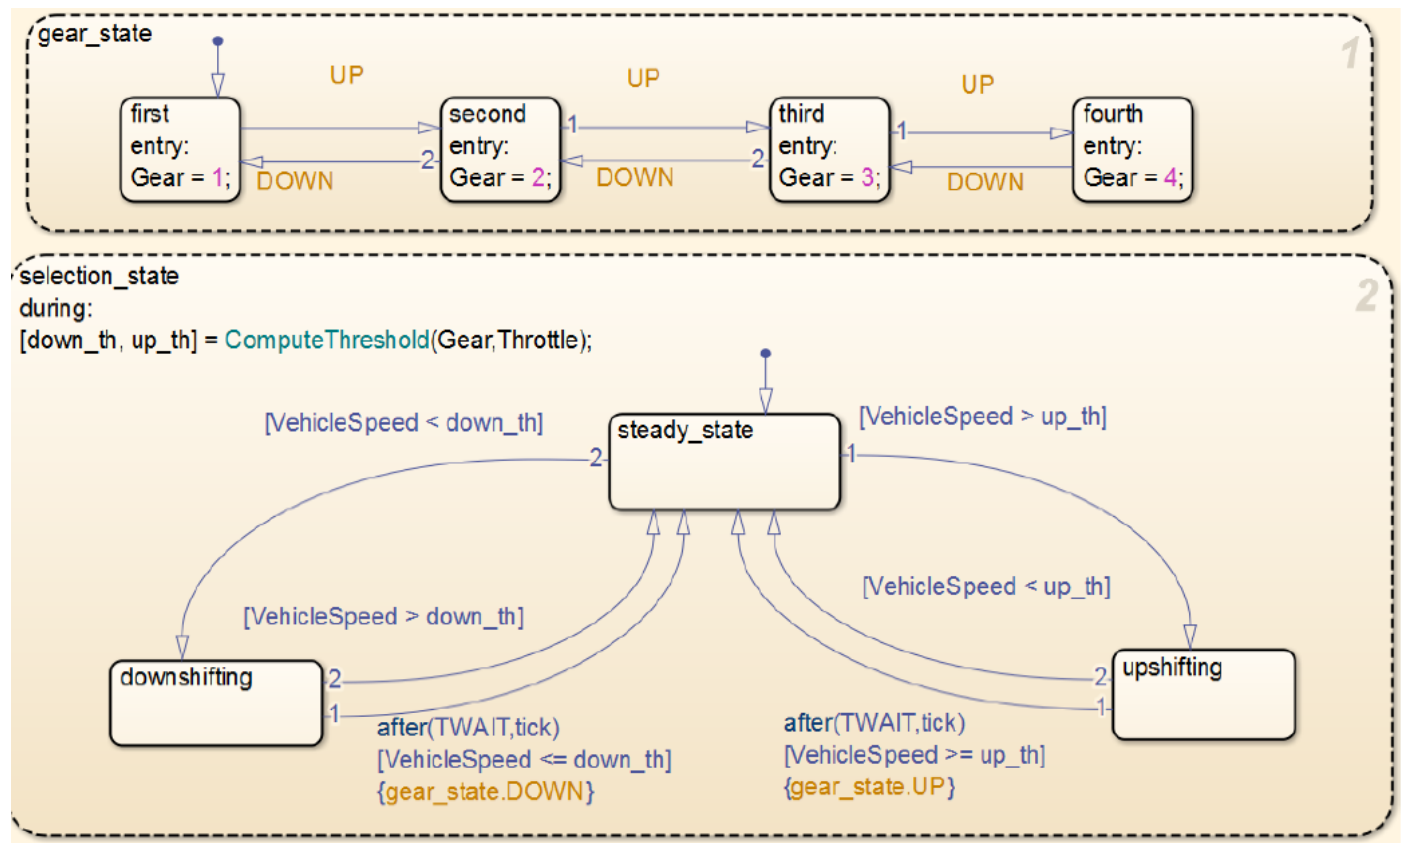 gear_state
1
UP
UP
UP
first
entry:
Gear = 1;
second
entry:
Gear = 2;
third
entry:
Gear = 3;
fourth
entry:
Gear = 4;
1
2
1
2
1
DOWN
DOWN
DOWN
selection_state
during:
[down_th, up_th] = ComputeThreshold(Gear,Throttle);
2
[VehicleSpeed < down_th]
steady_state
[VehicleSpeed > up_th]
2
1
[VehicleSpeed > down_th]
[VehicleSpeed < up_th]
downshifting
2
1
upshifting
2
1
after(TWAIT,tick)
[VehicleSpeed <= down_th]
{gear_state.DOWN}
after(TWAIT,tick)
[VehicleSpeed >= up_th]
{gear_state.UP}